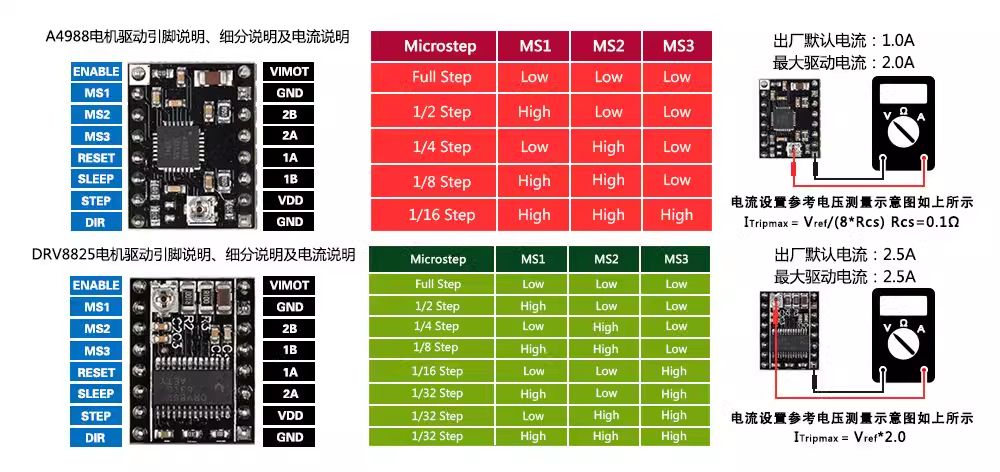 A4988电机驱动引脚说明、细分说明及电流说明
ENABLE VIMOT
MS1 GND
MS2 2B
MS3 2A
RESET 1A
SLEEP 1B
STEP VDD
DIR GND
Microstep MS1 MS2 MS3
Full Step Low Low Low
1/2 Step High Low Low
1/4 Step Low High Low
1/8 Step High High Low
1/16 Step High High High
出厂默认电流：1.0A
最大驱动电流：2.0A
V Ω A
电流设置参考电压测量示意图如上所示
ITripmax = Vref/(8*Rcs) Rcs=0.1Ω
DRV8825电机驱动引脚说明、细分说明及电流说明
ENABLE VIMOT
MS1 GND
MS2 2B
MS3 1B
RESET 1A
SLEEP 2A
STEP VDD
DIR GND
R100 R100
R2 R3
Microstep MS1 MS2 MS3
Full Step Low Low Low
1/2 Step High Low Low
1/4 Step Low High Low
1/8 Step High High Low
1/16 Step Low Low High
1/32 Step High Low High
1/32 Step Low High High
1/32 Step High High High
出厂默认电流：2.5A
最大驱动电流：2.5A
V Ω A
电流设置参考电压测量示意图如上所示
ITripmax = Vref*2.0